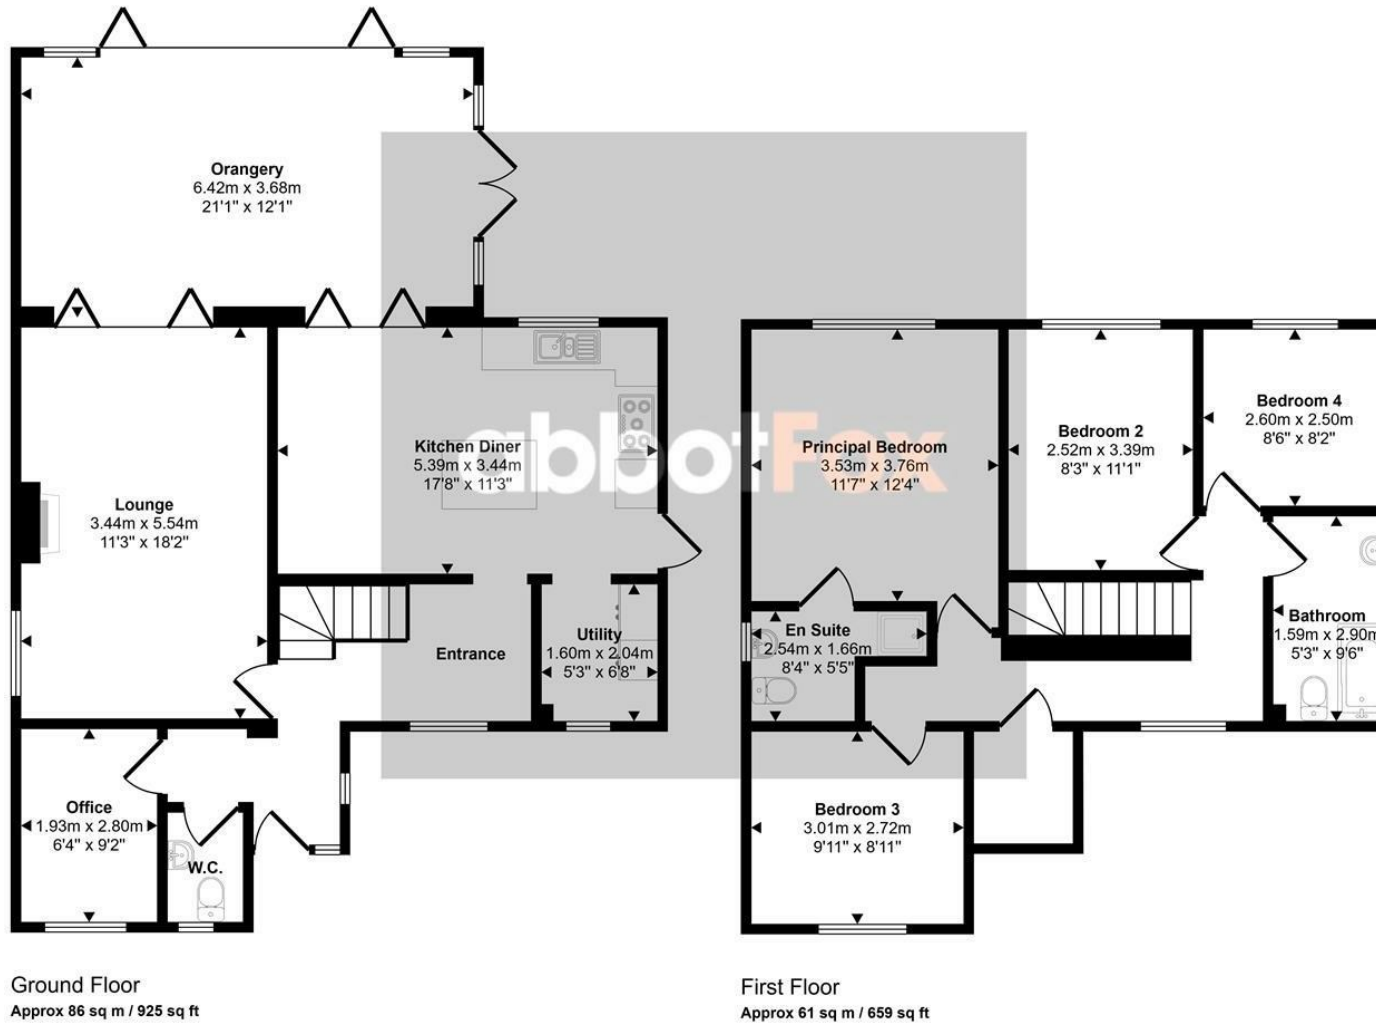 Orangery
6.42m x 3.68m
21'1" x 12'1"
Kitchen Diner
5.39m x 3.44m
17'8" x 11'3"
Lounge
3.44m x 5.54m
11'3" x 18'2"
Entrance
Utility
1.60m x 2.04m
5'3" x 6'8"
Office
1.93m x 2.80m
6'4" x 9'2"
W.C.
Ground Floor
Approx 86 sq m / 925 sq ft
abbotFox
Principal Bedroom
3.53m x 3.76m
11'7" x 12'4"
Bedroom 2
2.52m x 3.39m
8'3" x 11'1"
Bedroom 4
2.60m x 2.50m
8'6" x 8'2"
En Suite
2.54m x 1.66m
8'4" x 5'5"
Bathroom
1.59m x 2.90m
5'3" x 9'6"
Bedroom 3
3.01m x 2.72m
9'11" x 8'11"
First Floor
Approx 61 sq m / 659 sq ft